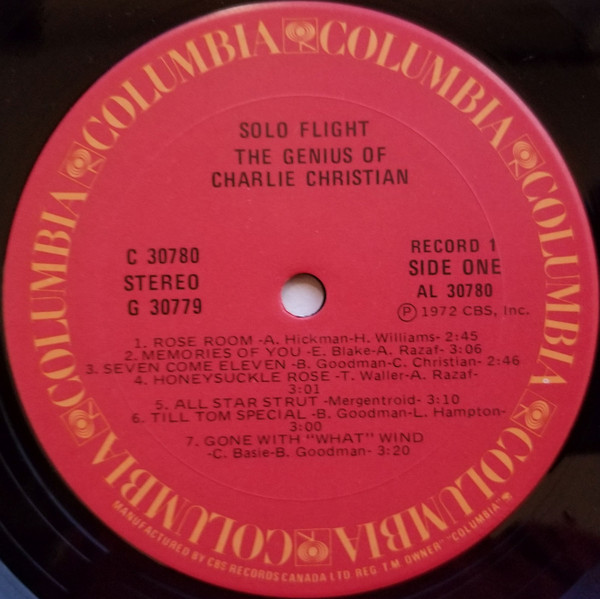 COLUMBIA COLUMBIA COLUMBIA COLUMBIA COLUMBIA COLUMBIA
SOLO FLIGHT
THE GENIUS OF
CHARLIE CHRISTIAN
C 30780
STEREO
G 30779
RECORD 1
SIDE ONE
AL 30780
Ⓟ 1972 CBS, Inc.
1. ROSE ROOM -A. Hickman-H. Williams- 2:45
2. MEMORIES OF YOU -E. Blake-A. Razaf- 3:06
3. SEVEN COME ELEVEN -B. Goodman-C. Christian- 2:46
4. HONEYSUCKLE ROSE -T. Waller-A. Razaf-
3:01
5. ALL STAR STRUT -Mergentroid- 3:10
6. TILL TOM SPECIAL -B. Goodman-L. Hampton-
3:00
7. GONE WITH "WHAT" WIND
-C. Basie-B. Goodman- 3:20
MANUFACTURED BY CBS RECORDS CANADA LTD REG. T.M. OWNER "COLUMBIA"